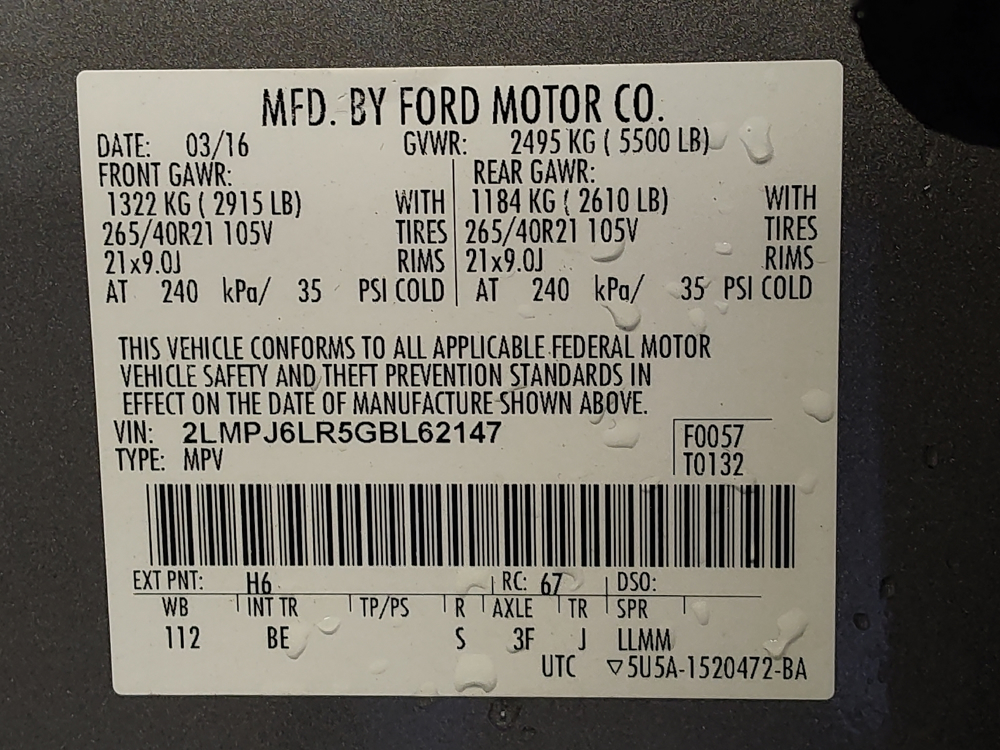 MFD. BY FORD MOTOR CO.
DATE: 03/16 GVWR: 2495 KG ( 5500 LB)
FRONT GAWR: REAR GAWR:
1322 KG ( 2915 LB) WITH 1184 KG ( 2610 LB) WITH
265/40R21 105V TIRES 265/40R21 105V TIRES
21x9.0J RIMS 21x9.0J RIMS
AT 240 kPa/ 35 PSI COLD AT 240 kPa/ 35 PSI COLD
THIS VEHICLE CONFORMS TO ALL APPLICABLE FEDERAL MOTOR
VEHICLE SAFETY AND THEFT PREVENTION STANDARDS IN
EFFECT ON THE DATE OF MANUFACTURE SHOWN ABOVE.
VIN: 2LMPJ6LR5GBL62147 F0057
TYPE: MPV T0132
EXT PNT: H6 RC: 67 DSO:
WB INT TR TP/PS R AXLE TR SPR
112 BE S 3F J LLMM
UTC ▽5U5A-1520472-BA